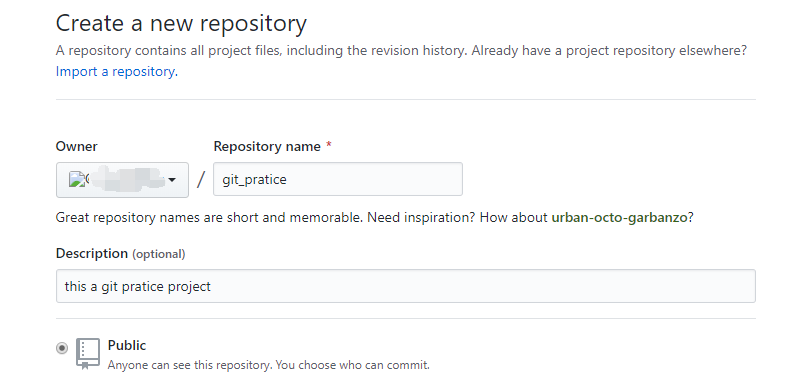 Create a new repository
A repository contains all project files, including the revision history. Already have a project repository elsewhere?
Import a repository.
Owner Repository name *
/ git_pratice
Great repository names are short and memorable. Need inspiration? How about urban-octo-garbanzo?
Description (optional)
this a git pratice project
Public
Anyone can see this repository. You choose who can commit.